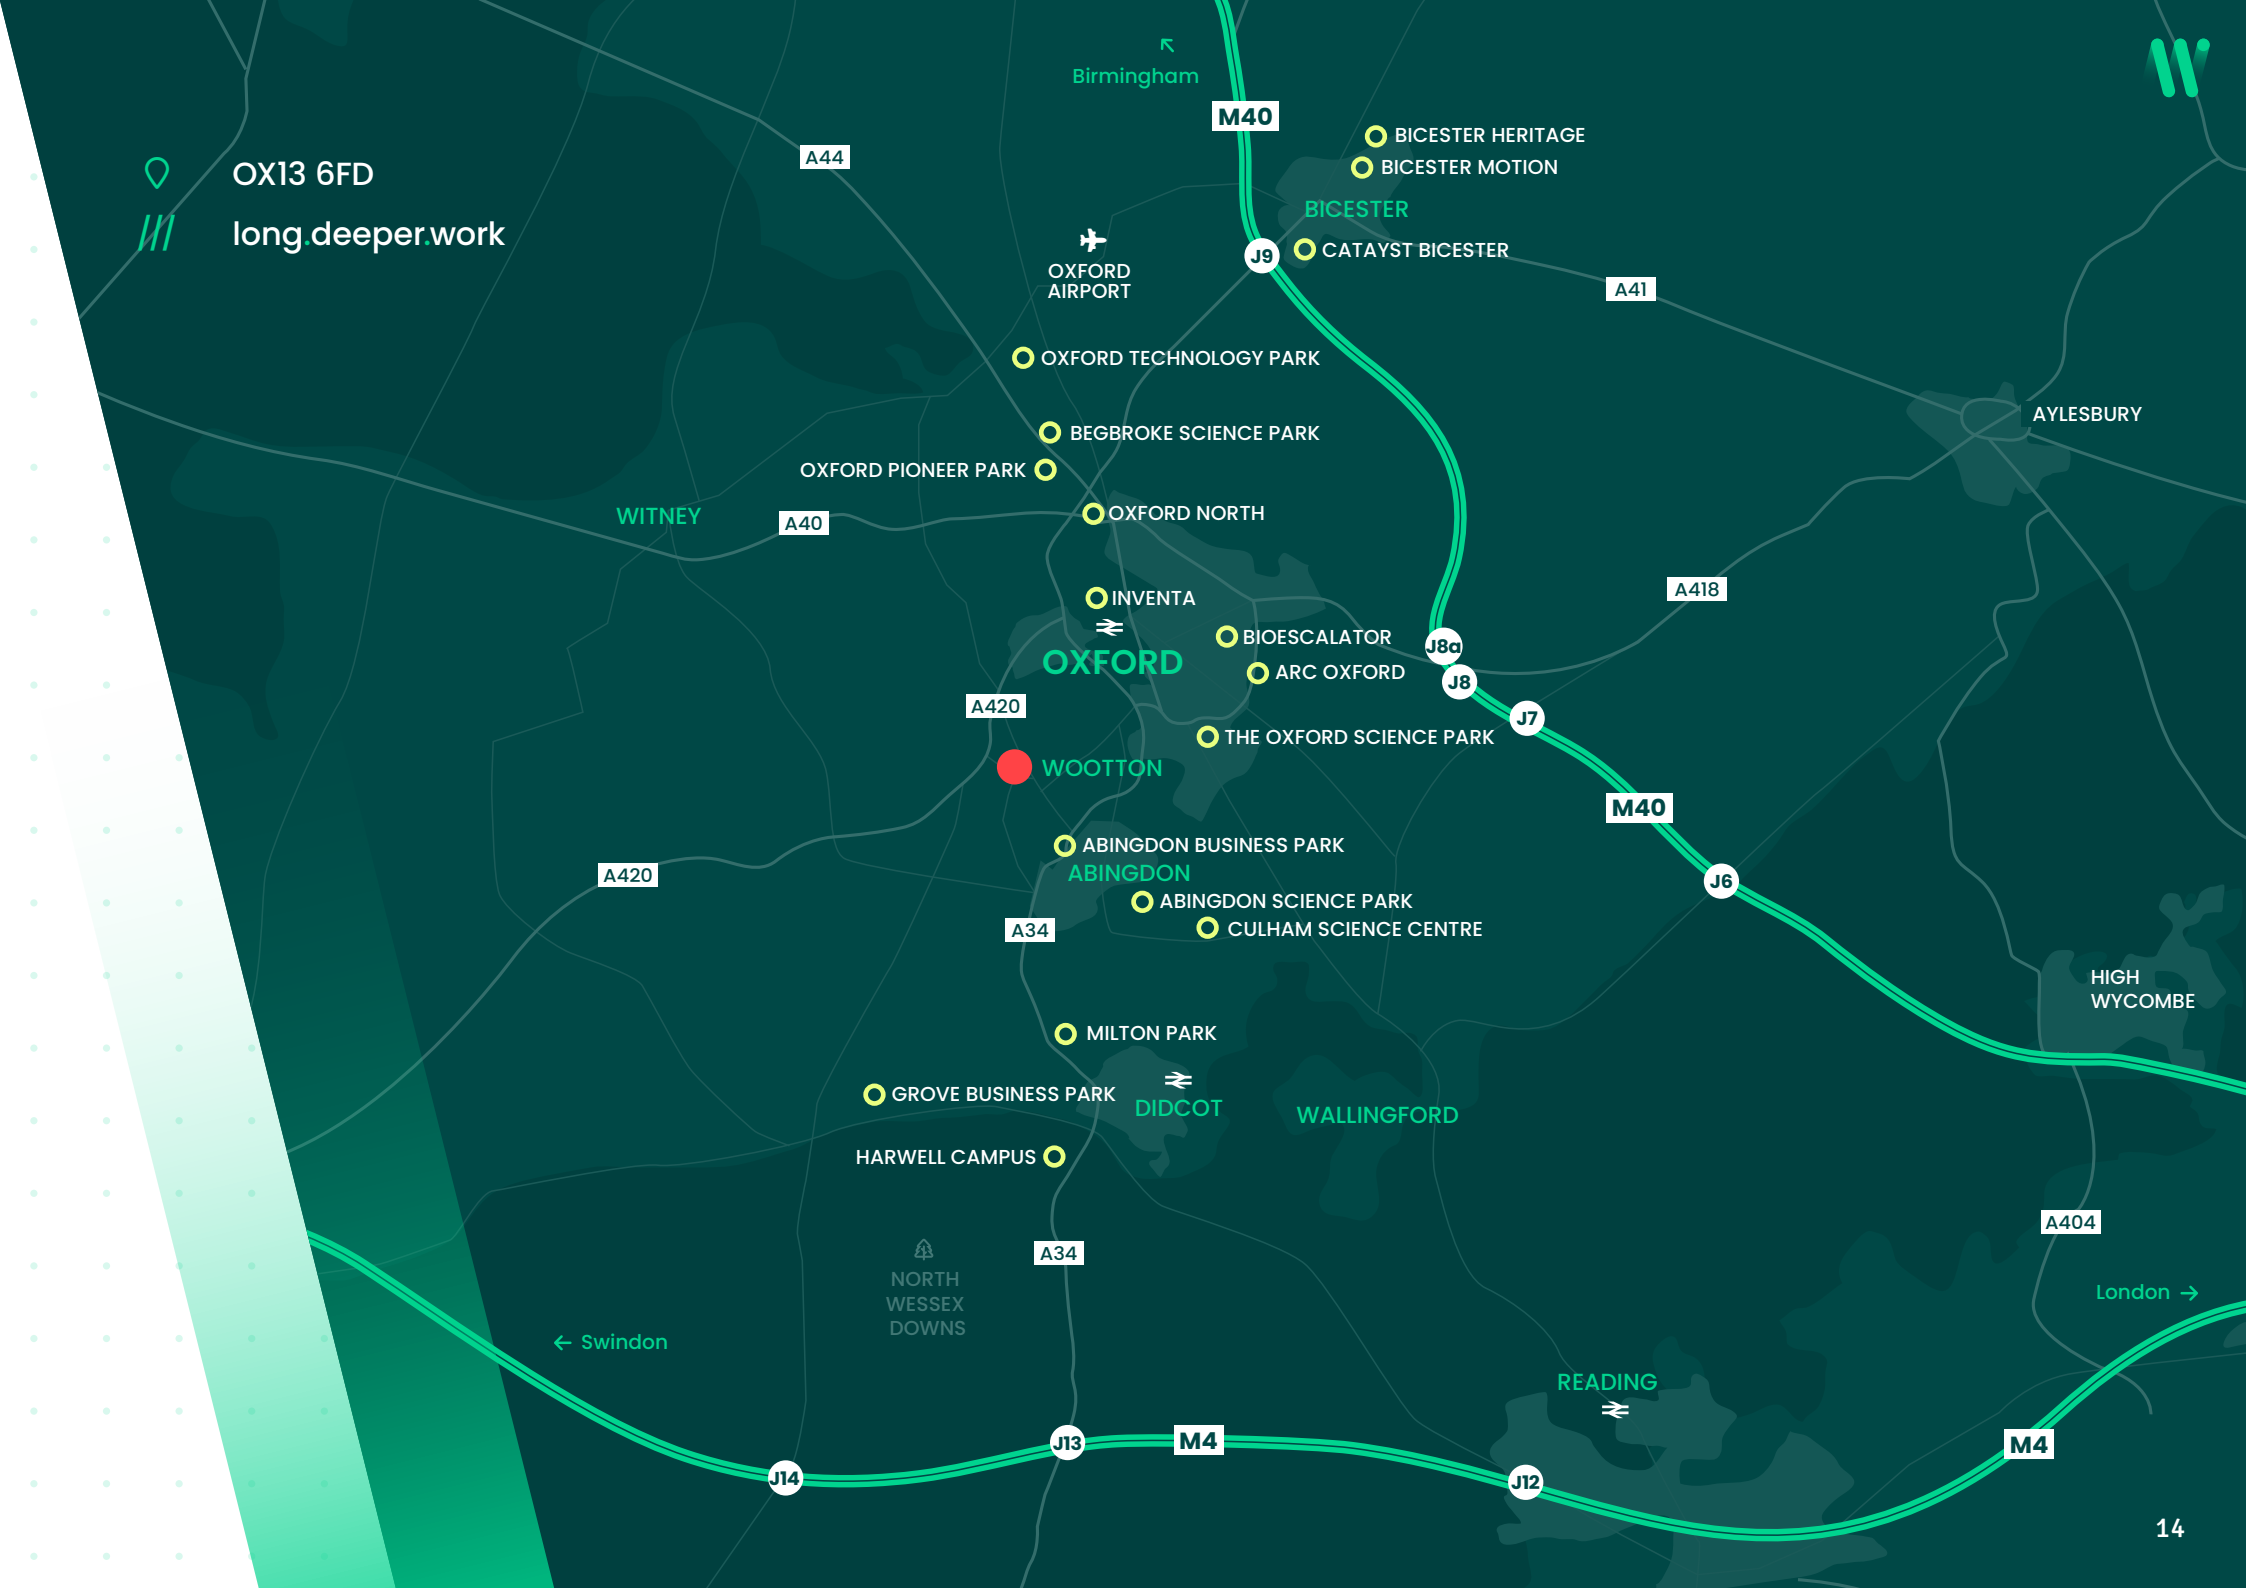 Birmingham
M40
BICESTER HERITAGE
BICESTER MOTION
A44
OX13 6FD
long.deeper.work
BICESTER
OXFORD
AIRPORT
J9
CATAYST BICESTER
A41
OXFORD TECHNOLOGY PARK
AYLESBURY
BEGBROKE SCIENCE PARK
OXFORD PIONEER PARK
WITNEY
A40
OXFORD NORTH
A418
INVENTA
BIOESCALATOR
J8a
OXFORD
ARC OXFORD
J8
A420
J7
THE OXFORD SCIENCE PARK
WOOTTON
M40
ABINGDON BUSINESS PARK
A420
ABINGDON
J6
ABINGDON SCIENCE PARK
A34
CULHAM SCIENCE CENTRE
HIGH
WYCOMBE
MILTON PARK
GROVE BUSINESS PARK
DIDCOT
WALLINGFORD
HARWELL CAMPUS
A404
A34
NORTH
WESSEX
DOWNS
London
Swindon
READING
J13
M4
M4
J14
J12
14